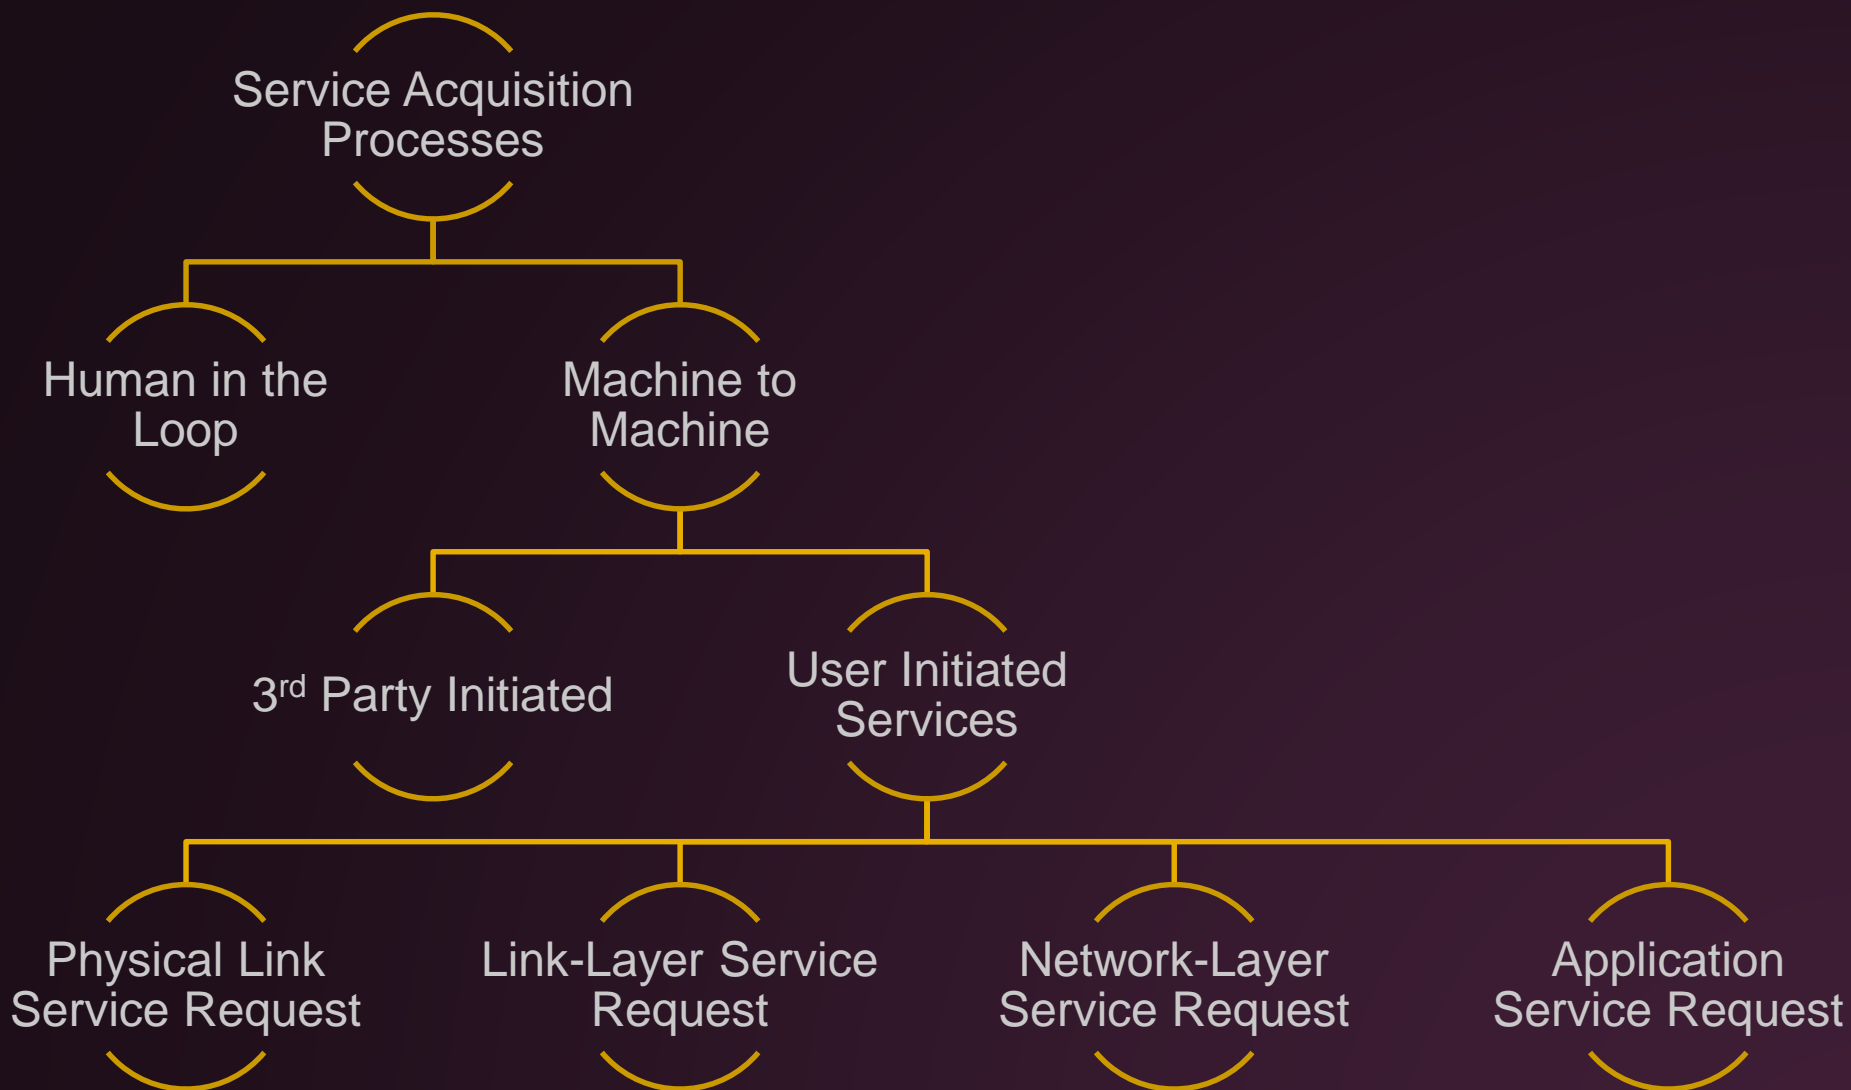 Service Acquisition
Processes
Human in the
Loop
Machine to
Machine
3rd Party Initiated
User Initiated
Services
Physical Link
Service Request
Link-Layer Service
Request
Network-Layer
Service Request
Application
Service Request